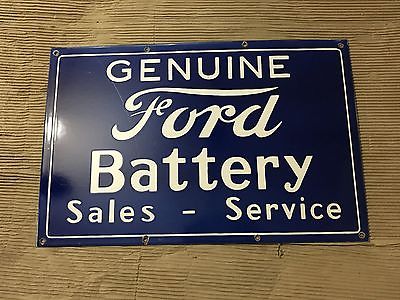 GENUINE
Ford
Battery
Sales - Service